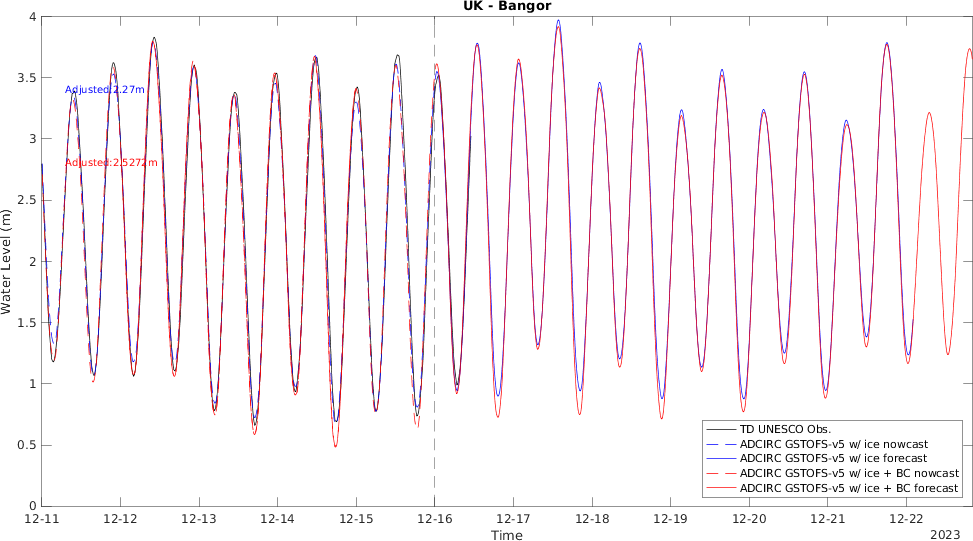 UK - Bangor
4
3.5
3
2.5
2
1.5
1
0.5
0
Water Level (m)
Adjusted:2.27m
Adjusted:2.5272m
TD UNESCO Obs.
ADCIRC GSTOFS-v5 w/ ice nowcast
ADCIRC GSTOFS-v5 w/ ice forecast
ADCIRC GSTOFS-v5 w/ ice + BC nowcast
ADCIRC GSTOFS-v5 w/ ice + BC forecast
12-11 12-12 12-13 12-14 12-15 12-16 12-17 12-18 12-19 12-20 12-21 12-22
Time
2023